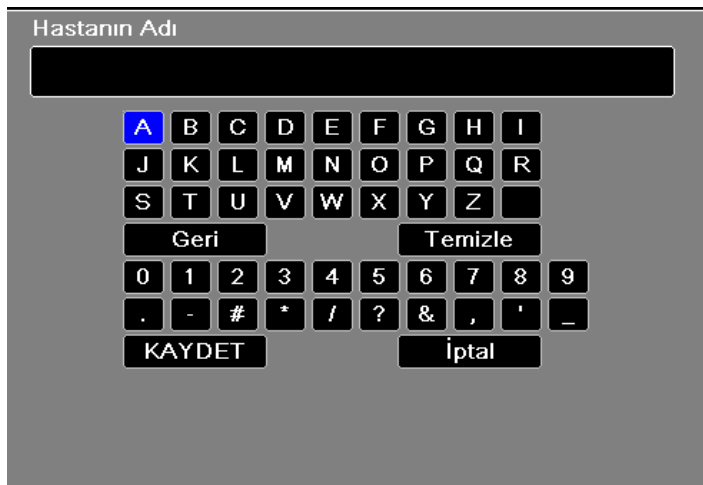 Hastanın Adı
A B C D E F G H I
J K L M N O P Q R
S T U V W X Y Z
Geri Temizle
0 1 2 3 4 5 6 7 8 9
. - # * / ? & , ' _
KAYDET İptal